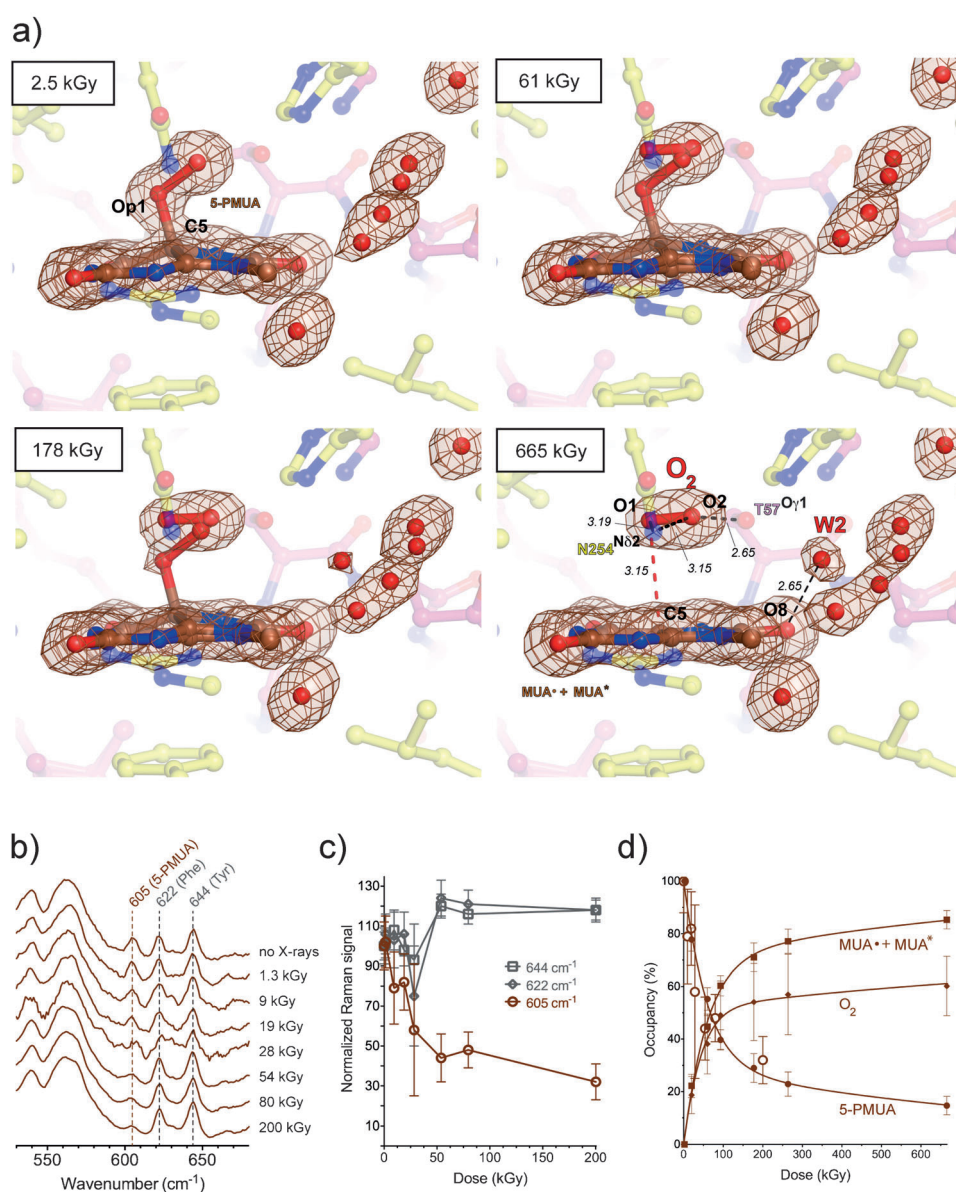 a)
2.5 kGy
Op1
C5
5-PMUA
61 kGy
178 kGy
665 kGy
O2
O1
O2
T57Oγ1
3.19
Nδ2
N254
2.65
W2
3.15
3.15
2.65
C5
O8
MUA• + MUA*
b)
605 (5-PMUA)
622 (Phe)
644 (Tyr)
no X-rays
1.3 kGy
9 kGy
19 kGy
28 kGy
54 kGy
80 kGy
200 kGy
550 600 650
Wavenumber (cm-1)
c)
Normalized Raman signal
130
110
90
70
50
30
10
644 cm-1
622 cm-1
605 cm-1
0 50 100 150 200
Dose (kGy)
d)
Occupancy (%)
100
80
60
40
20
0
MUA• + MUA*
O2
5-PMUA
0 100 200 300 400 500 600
Dose (kGy)